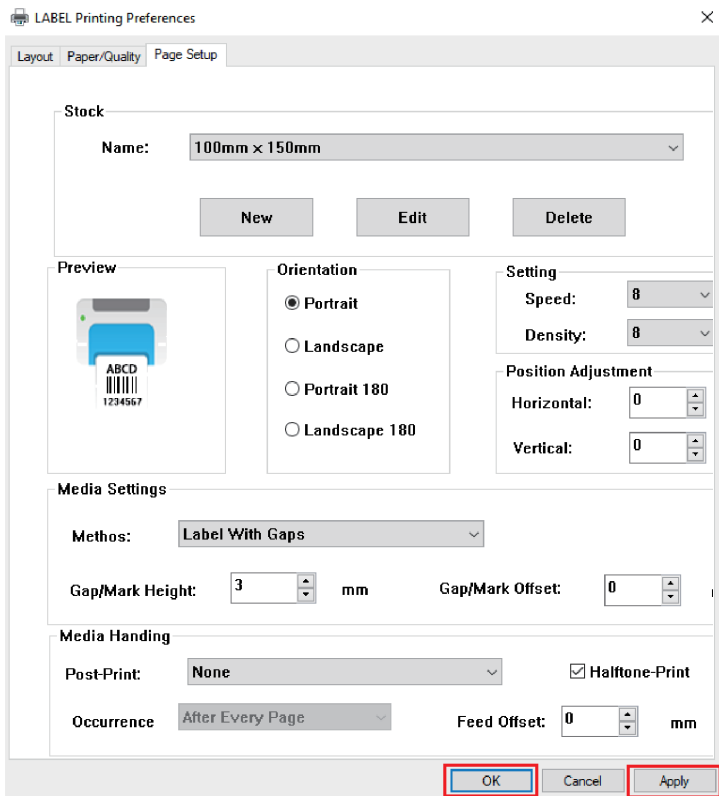 LABEL Printing Preferences
Layout Paper/Quality Page Setup
Stock
Name: 100mm x 150mm
New Edit Delete
Preview
ABCD
1234567
Orientation
Portrait
Landscape
Portrait 180
Landscape 180
Setting
Speed: 8
Density: 8
Position Adjustment
Horizontal: 0
Vertical: 0
Media Settings
Methos: Label With Gaps
Gap/Mark Height: 3 mm Gap/Mark Offset: 0
Media Handing
Post-Print: None Halftone-Print
Occurrence After Every Page Feed Offset: 0 mm
OK Cancel Apply